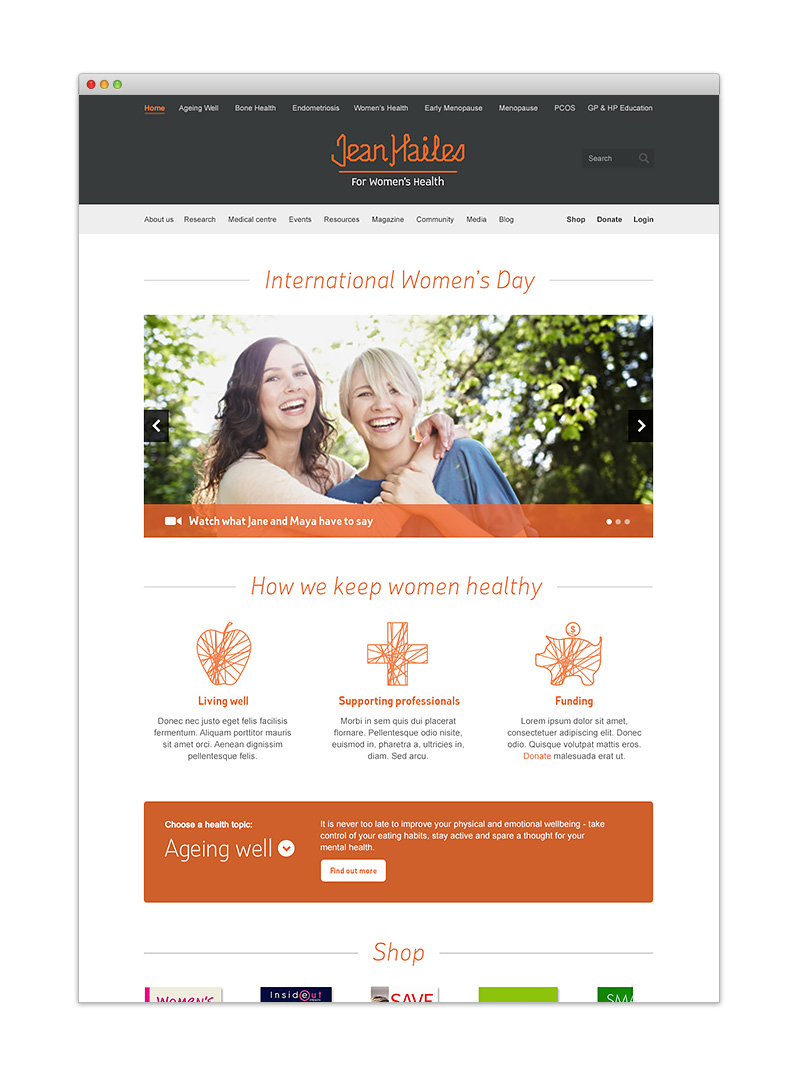 Home Ageing Well Bone Health Endometriosis Women's Health Early Menopause Menopause PCOS GP & HP Education
Jean Hailes
For Women's Health
Search
About us Research Medical centre Events Resources Magazine Community Media Blog Shop Donate Login
International Women's Day
Watch what Jane and Maya have to say
How we keep women healthy
Living well
Donec nec justo eget felis facilisis
fermentum. Aliquam porttitor mauris
sit amet orci. Aenean dignissim
pellentesque felis.
Supporting professionals
Morbi in sem quis dui placerat
flornare. Pellentesque odio nisite,
euismod in, pharetra a, ultricies in,
diam. Sed arcu.
$
Funding
Lorem ipsum dolor sit amet,
consectetuer adipiscing elit. Donec
odio. Quisque volutpat mattis eros.
Donate malesuada erat ut.
Choose a health topic:
Ageing well
It is never too late to improve your physical and emotional wellbeing - take
control of your eating habits, stay active and spare a thought for your
mental health.
Find out more
Shop
Women's
Insideout
SAVE
SMA